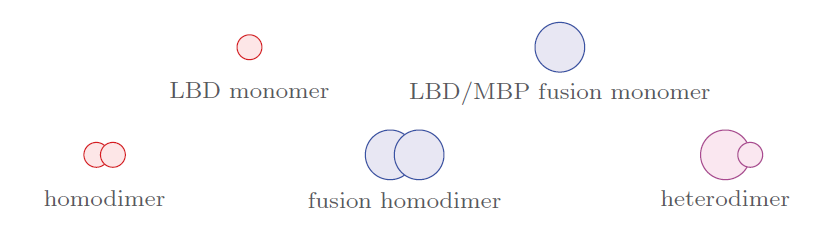 LBD monomer
LBD/MBP fusion monomer
homodimer
fusion homodimer
heterodimer